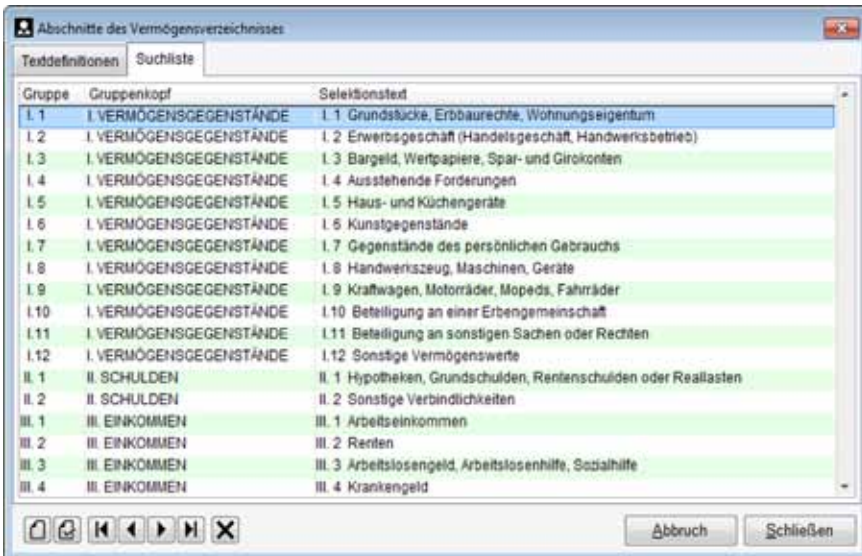 Abschnitte des Vermögensverzeichnisses
Textdefinitionen Suchliste
Gruppe Gruppenkopf Selektionstext
I. 1 I. VERMÖGENSGEGENSTÄNDE I. 1 Grundstücke, Erbbaurechte, Wohnungseigentum
I. 2 I. VERMÖGENSGEGENSTÄNDE I. 2 Erwerbsgeschäft (Handelsgeschäft, Handwerksbetrieb)
I. 3 I. VERMÖGENSGEGENSTÄNDE I. 3 Bargeld, Wertpapiere, Spar- und Girokonten
I. 4 I. VERMÖGENSGEGENSTÄNDE I. 4 Ausstehende Forderungen
I. 5 I. VERMÖGENSGEGENSTÄNDE I. 5 Haus- und Küchengeräte
I. 6 I. VERMÖGENSGEGENSTÄNDE I. 6 Kunstgegenstände
I. 7 I. VERMÖGENSGEGENSTÄNDE I. 7 Gegenstände des persönlichen Gebrauchs
I. 8 I. VERMÖGENSGEGENSTÄNDE I. 8 Handwerkszeug, Maschinen, Geräte
I. 9 I. VERMÖGENSGEGENSTÄNDE I. 9 Kraftwagen, Motorräder, Mopeds, Fahrräder
I.10 I. VERMÖGENSGEGENSTÄNDE I.10 Beteiligung an einer Erbengemeinschaft
I.11 I. VERMÖGENSGEGENSTÄNDE I.11 Beteiligung an sonstigen Sachen oder Rechten
I.12 I. VERMÖGENSGEGENSTÄNDE I.12 Sonstige Vermögenswerte
II. 1 II. SCHULDEN II. 1 Hypotheken, Grundschulden, Rentenschulden oder Reallasten
II. 2 II. SCHULDEN II. 2 Sonstige Verbindlichkeiten
III. 1 III. EINKOMMEN III. 1 Arbeitseinkommen
III. 2 III. EINKOMMEN III. 2 Renten
III. 3 III. EINKOMMEN III. 3 Arbeitslosengeld, Arbeitslosenhilfe, Sozialhilfe
III. 4 III. EINKOMMEN III. 4 Krankengeld
Abbruch Schließen